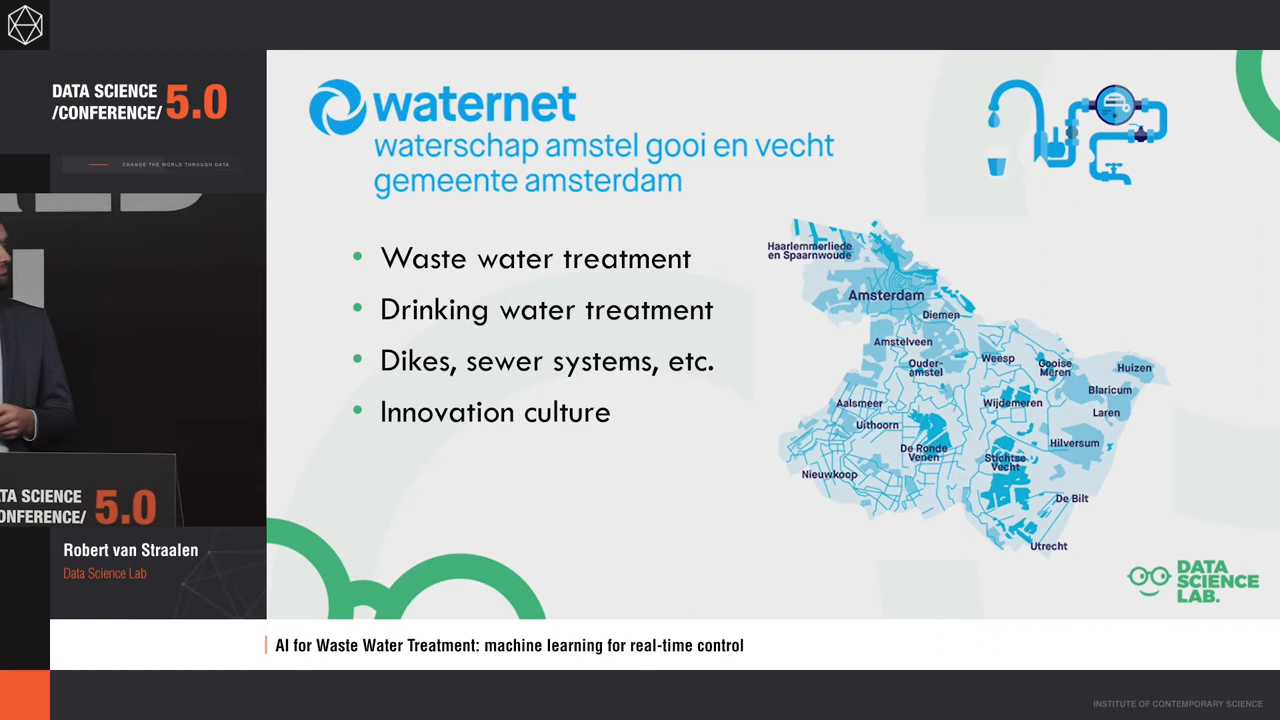 DATA SCIENCE
/CONFERENCE/ 5.0
CHANGE THE WORLD THROUGH DATA
waternet
waterschap amstel gooi en vecht
gemeente amsterdam
• Waste water treatment
• Drinking water treatment
• Dikes, sewer systems, etc.
• Innovation culture
Haarlemmerliede
en Spaarnwoude
Amsterdam
Diemen
Amstelveen
Ouder-
amstel
Weesp
Gooise
Meren
Huizen
Blaricum
Aalsmeer
Wijdemeren
Laren
Uithoorn
De Ronde
Venen
Hilversum
Stichtse
Vecht
Nieuwkoop
De Bilt
Utrecht
TA SCIENCE
ONFERENCE/ 5.0
Robert van Straalen
Data Science Lab
DATA
SCIENCE
LAB.
AI for Waste Water Treatment: machine learning for real-time control
INSTITUTE OF CONTEMPORARY SCIENCE